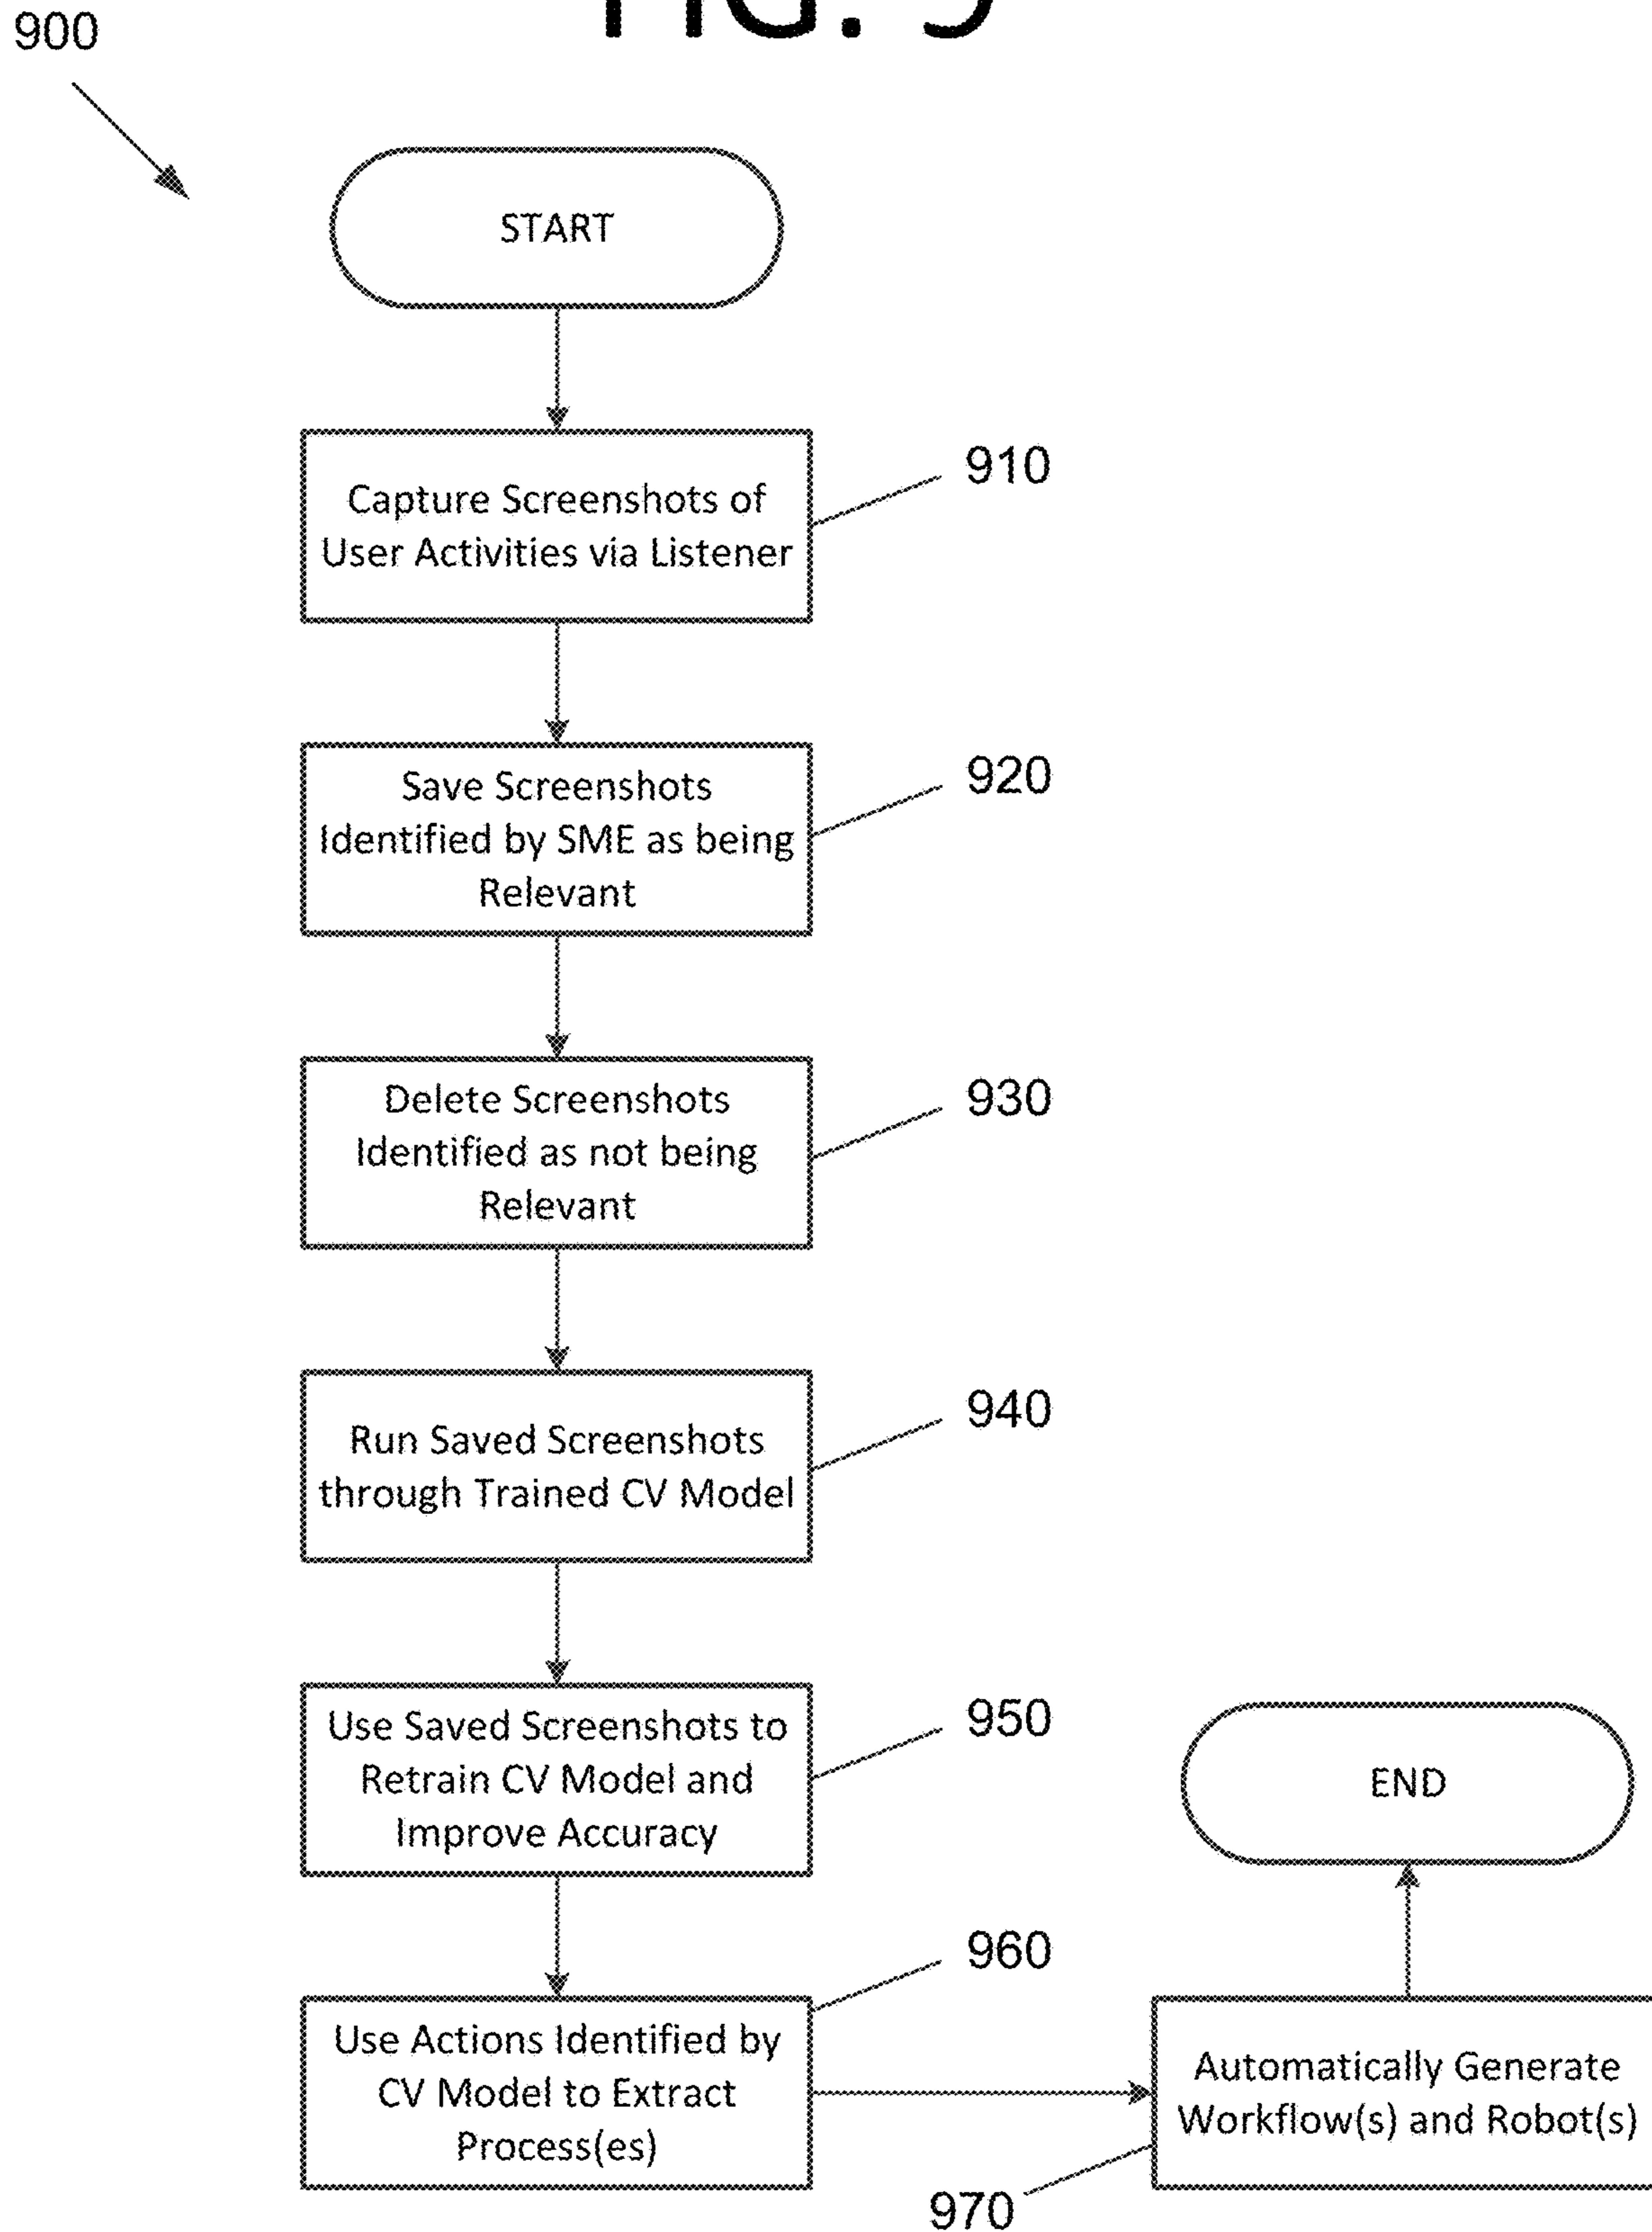 FIG. 9
900
START
Capture Screenshots of
User Activities via Listener
910
Save Screenshots
Identified by SME as being
Relevant
920
Delete Screenshots
Identified as not being
Relevant
930
Run Saved Screenshots
through Trained CV Model
940
Use Saved Screenshots to
Retrain CV Model and
Improve Accuracy
950
Use Actions Identified by
CV Model to Extract
Process(es)
960
Automatically Generate
Workflow(s) and Robot(s)
970
END